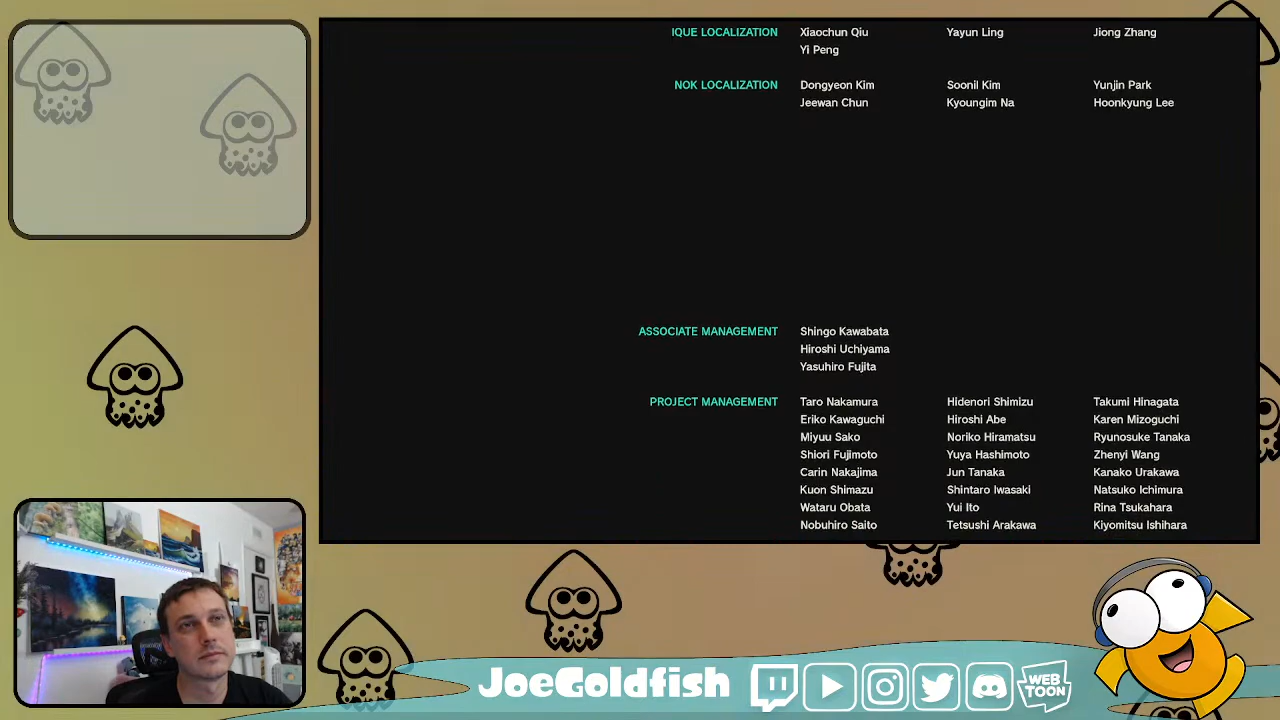 IQUE LOCALIZATION Xiaochun Qiu Yayun Ling Jiong Zhang
Yi Peng
NOK LOCALIZATION Dongyeon Kim Soonil Kim Yunjin Park
Jeewan Chun Kyoungim Na Hoonkyung Lee
ASSOCIATE MANAGEMENT Shingo Kawabata
Hiroshi Uchiyama
Yasuhiro Fujita
PROJECT MANAGEMENT Taro Nakamura Hidenori Shimizu Takumi Hinagata
Eriko Kawaguchi Hiroshi Abe Karen Mizoguchi
Miyuu Sako Noriko Hiramatsu Ryunosuke Tanaka
Shiori Fujimoto Yuya Hashimoto Zhenyi Wang
Carin Nakajima Jun Tanaka Kanako Urakawa
Kuon Shimazu Shintaro Iwasaki Natsuko Ichimura
Wataru Obata Yui Ito Rina Tsukahara
Nobuhiro Saito Tetsushi Arakawa Kiyomitsu Ishihara
JoeGoldfish
WEB
TOON